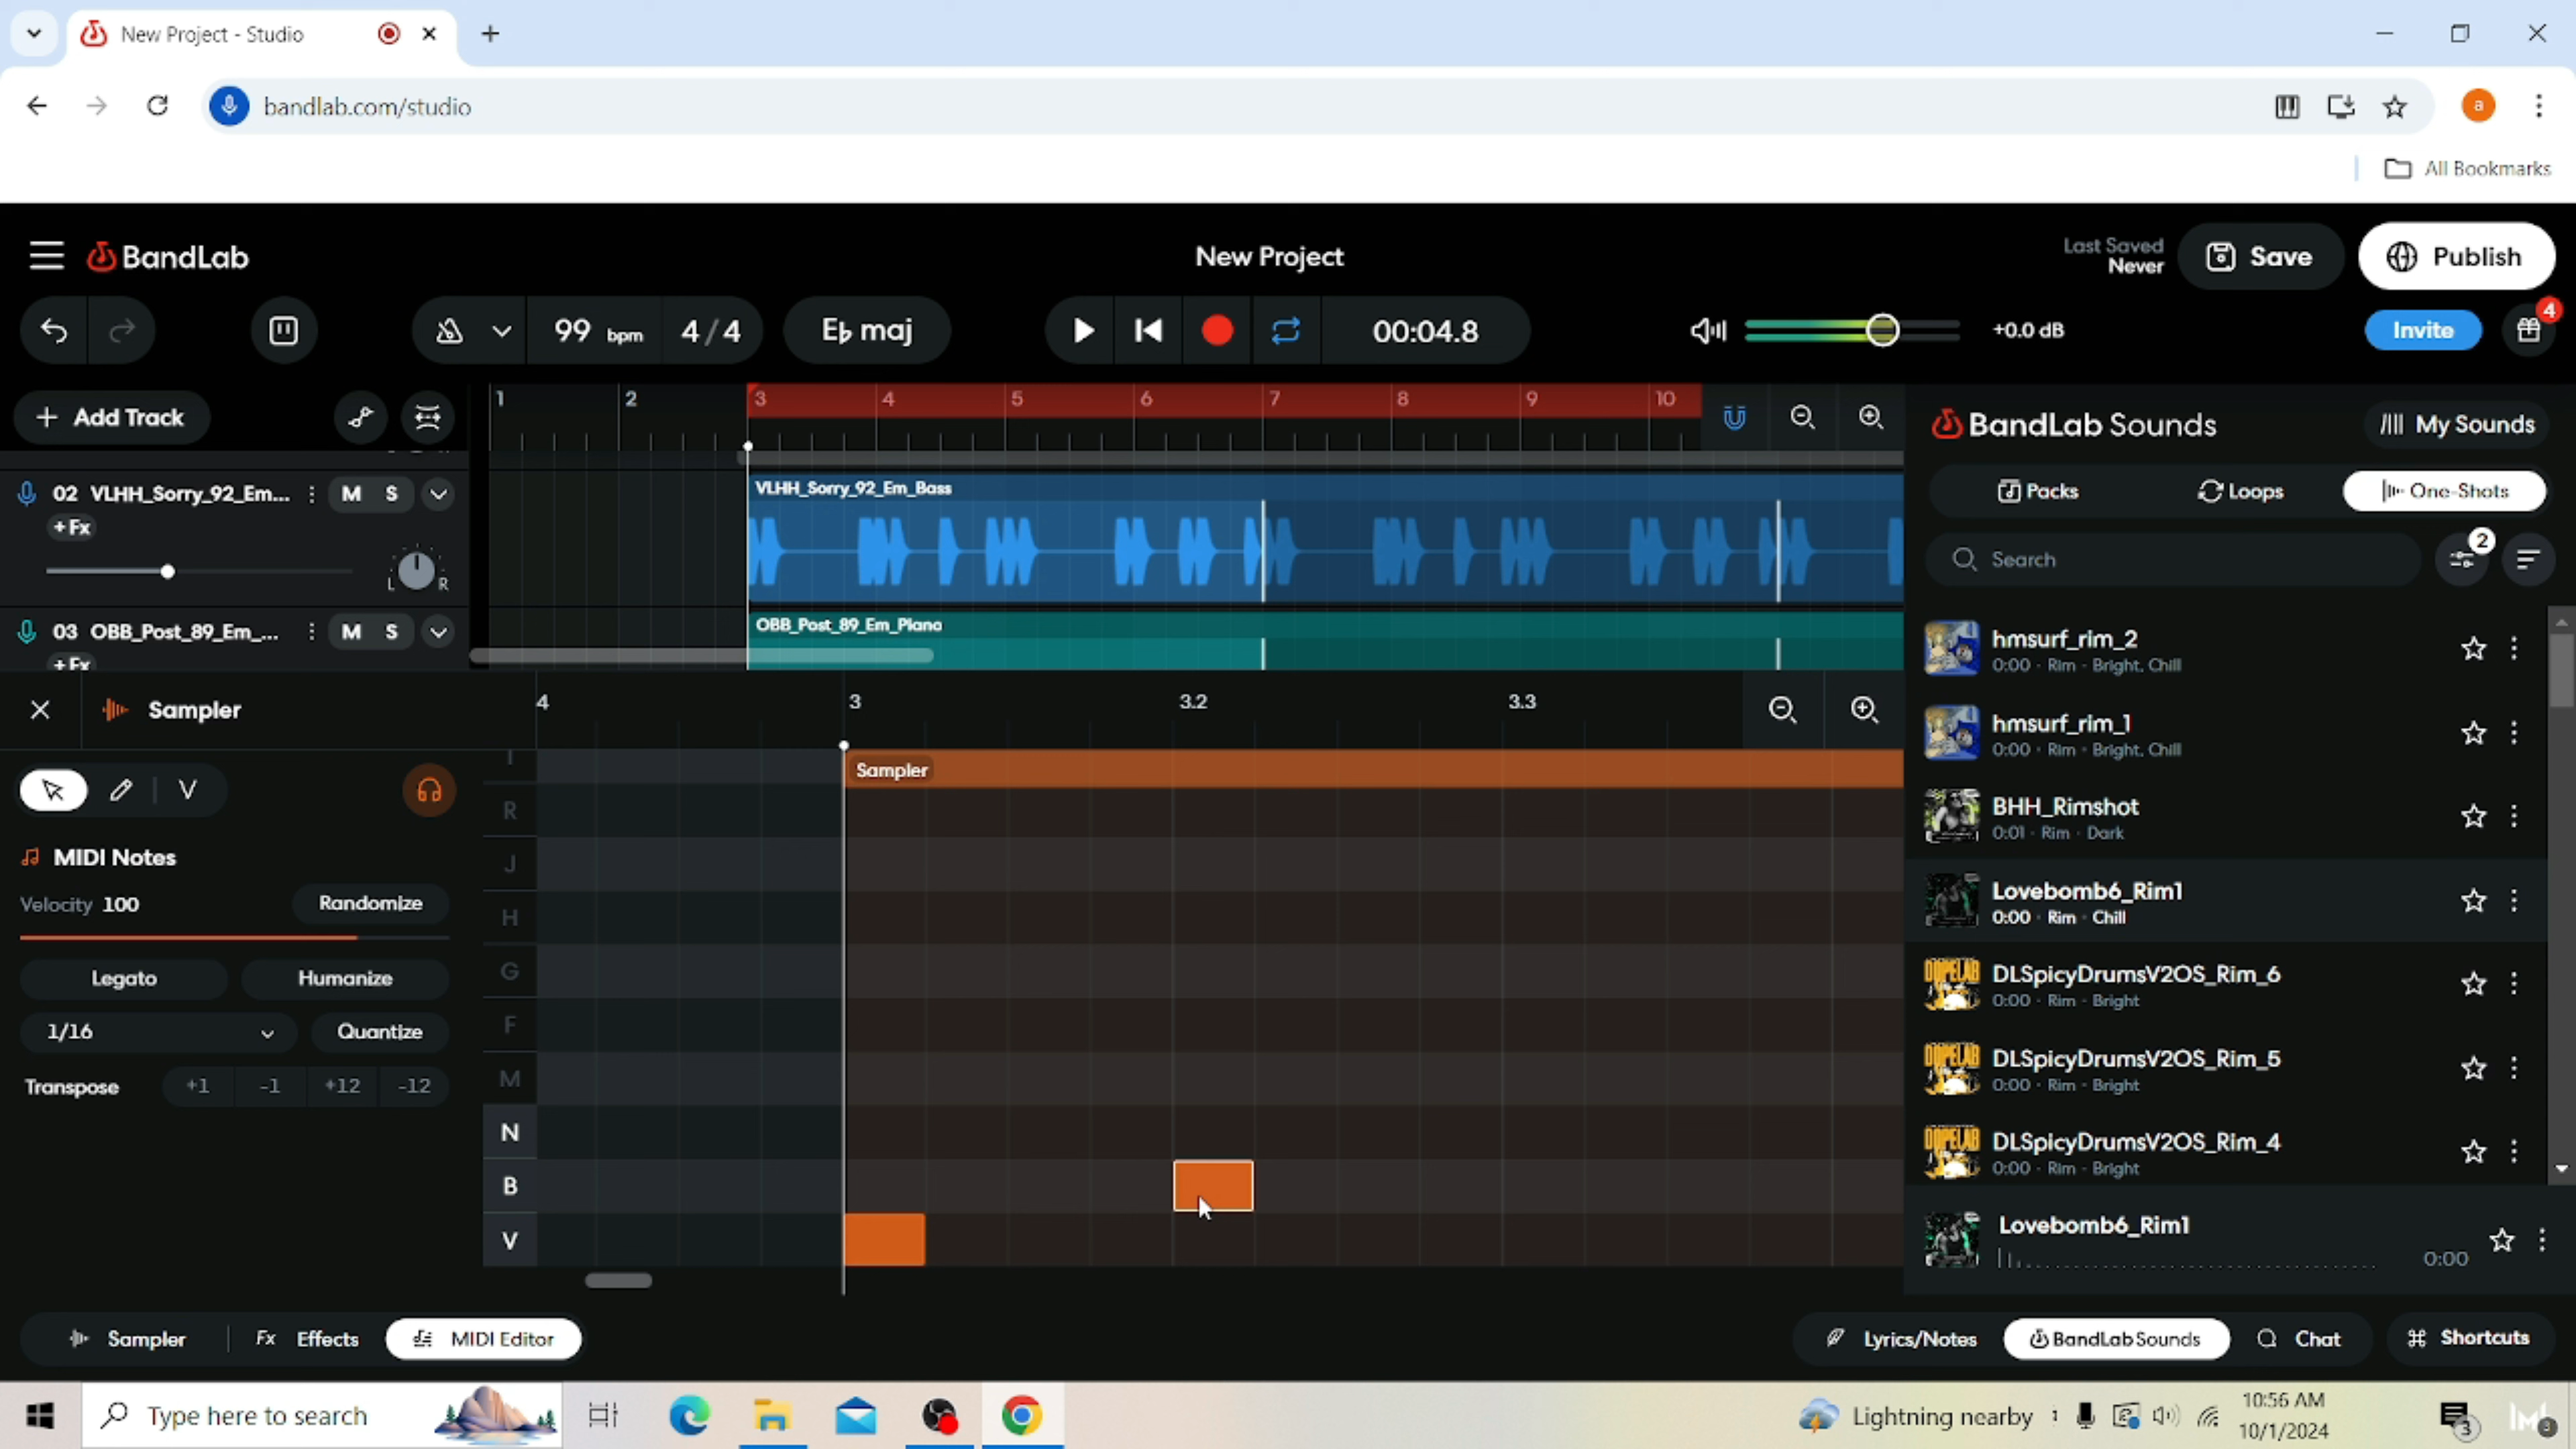 New Project - Studio
bandlab.com/studio
a
All Bookmarks
BandLab
New Project
Last Saved
Never
Save
Publish
99 bpm
4 / 4
E♭ maj
00:04.8
+0.0 dB
Invite
4
+ Add Track
1 2 3 4 5 6 7 8 9 10
BandLab Sounds
My Sounds
02 VLHH_Sorry_92_Em...
M S
+Fx
L R
VLHH_Sorry_92_Em_Bass
Packs
Loops
One-Shots
Search
2
03 OBB_Post_89_Em_...
M S
+Fx
OBB_Post_89_Em_Piano
hmsurf_rim_2
0:00 · Rim - Bright, Chill
hmsurf_rim_1
0:00 · Rim - Bright, Chill
BHH_Rimshot
0:01 · Rim · Dark
Lovebomb6_Rim1
0:00 · Rim · Chill
DLSpicyDrumsV2OS_Rim_6
0:00 · Rim - Bright
DLSpicyDrumsV2OS_Rim_5
0:00 · Rim - Bright
DLSpicyDrumsV2OS_Rim_4
0:00 · Rim - Bright
Lovebomb6_Rim1
0:00
Sampler
4 3 3.2 3.3
Sampler
V
MIDI Notes
Velocity 100
Randomize
Legato
Humanize
1/16
Quantize
Transpose
+1 -1 +12 -12
T
R
J
H
G
F
M
N
B
V
Sampler
Fx Effects
MIDI Editor
Lyrics/Notes
BandLab Sounds
Chat
Shortcuts
Type here to search
Lightning nearby
10:56 AM
10/1/2024
3
3